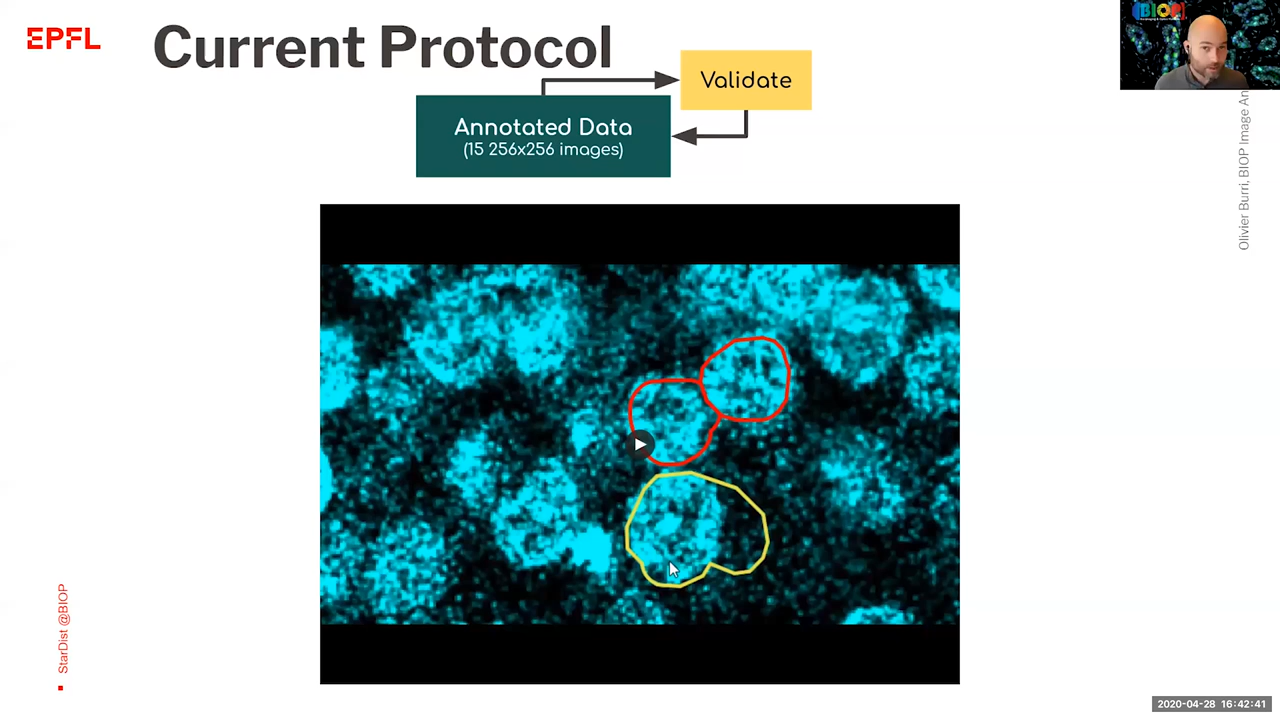 EPFL
Current Protocol
Validate
Annotated Data
(15 256x256 images)
BIOP
Olivier Burri, BIOP Image An
StarDist @BIOP
2020-04-28 16:42:41